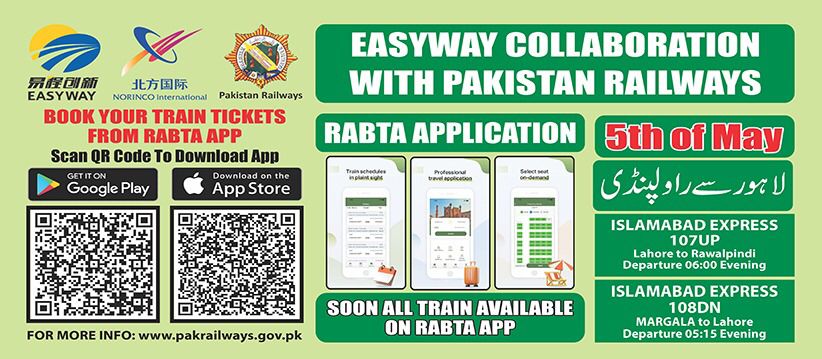 易程创新
EASYWAY
北方国际
NORINCO International
Pakistan Railways
BOOK YOUR TRAIN TICKETS
FROM RABTA APP
Scan QR Code To Download App
GET IT ON
Google Play
Download on the
App Store
FOR MORE INFO: www.pakrailways.gov.pk
EASYWAY COLLABORATION
WITH PAKISTAN RAILWAYS
RABTA APPLICATION
Train schedules
in plaint sight
Professional
travel application
Select seat
on-demand
SOON ALL TRAIN AVAILABLE
ON RABTA APP
5th of May
لاہور سے راولپنڈی
ISLAMABAD EXPRESS
107UP
Lahore to Rawalpindi
Departure 06:00 Evening
ISLAMABAD EXPRESS
108DN
MARGALA to Lahore
Departure 05:15 Evening